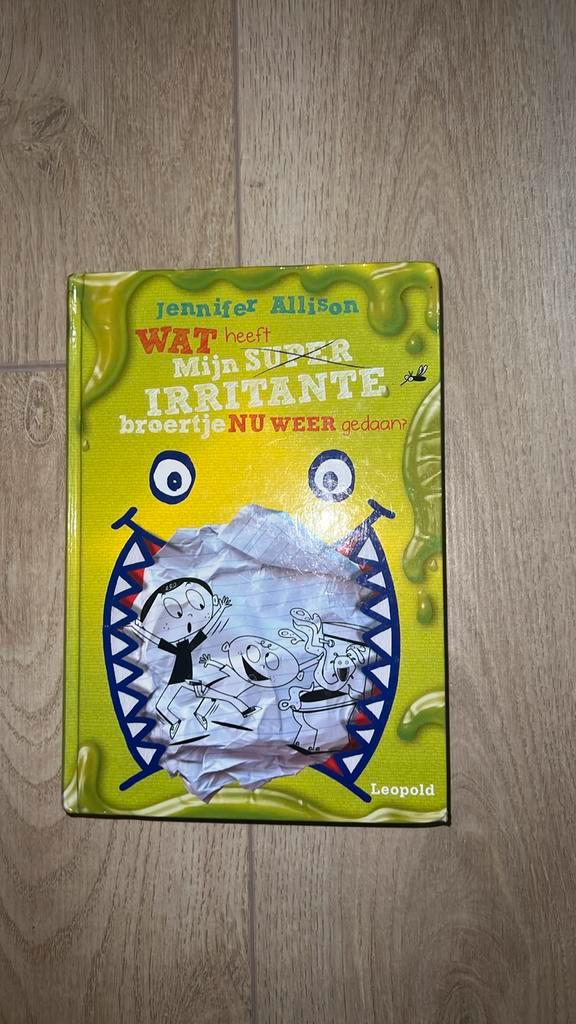 Jennifer Allison
WAT heeft
Mijn SUPER
IRRITANTE
broertje NU WEER gedaan?
Leopold